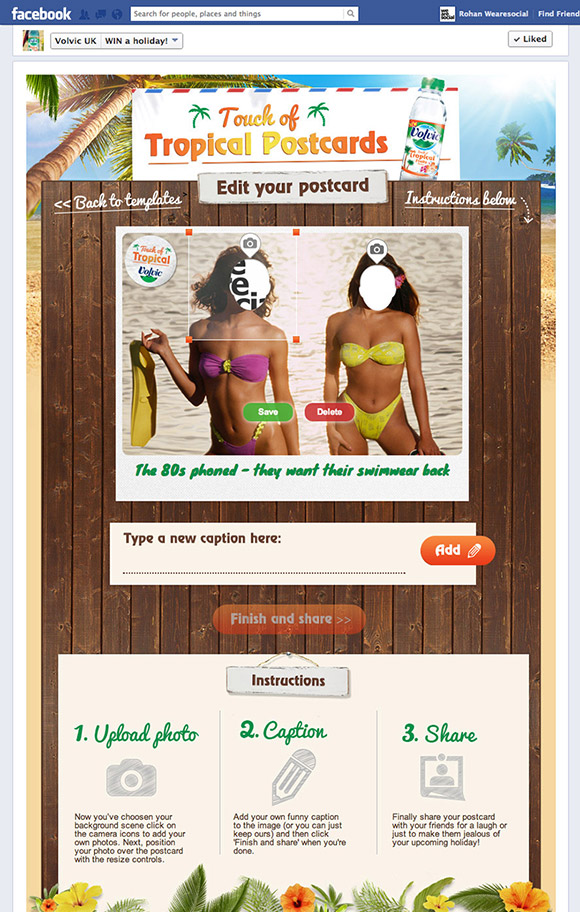 facebook
Search for people, places and things
we are social
Rohan Wearesocial
Find Friend
Volvic UK
WIN a holiday!
Liked
Touch of
Tropical Postcards
Volvic
Edit your postcard
<< Back to templates
Instructions below
Touch of
Tropical
Volvic
Save
Delete
The 80s phoned - they want their swimwear back
Type a new caption here:
Add
Finish and share >>
Instructions
1. Upload photo
Now you've choosen your
background scene click on
the camera icons to add your
own photos. Next, position
your photo over the postcard
with the resize controls.
2. Caption
Add your own funny caption
to the image (or you can just
keep ours) and then click
'Finish and share' when you're
done.
3. Share
Finally share your postcard
with your friends for a laugh or
just to make them jealous of
your upcoming holiday!